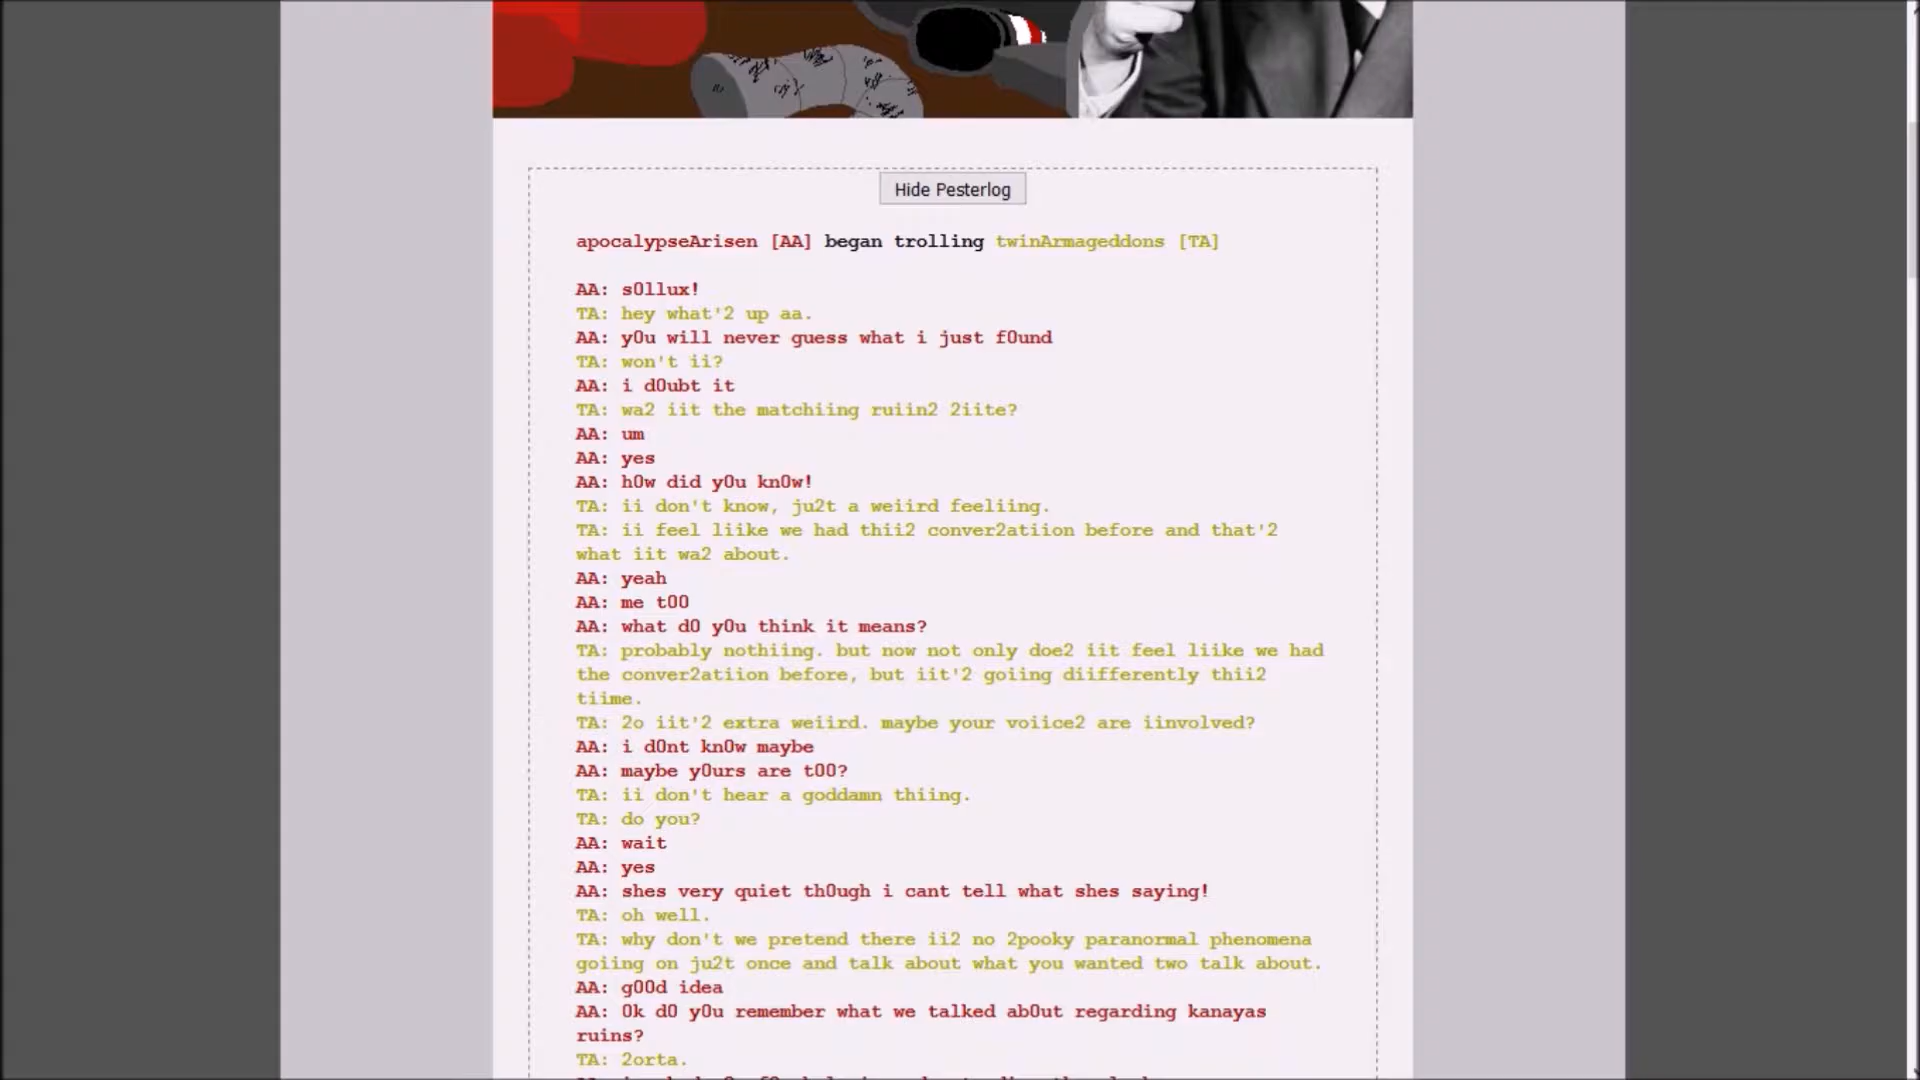 Hide Pesterlog
apocalypseArisen [AA] began trolling twinArmageddons [TA]
AA: s0llux!
TA: hey what'2 up aa.
AA: y0u will never guess what i just f0und
TA: won't ii?
AA: i d0ubt it
TA: wa2 iit the matchiing ruiin2 2iite?
AA: um
AA: yes
AA: h0w did y0u kn0w!
TA: ii don't know, ju2t a weiird feeliing.
TA: ii feel liike we had thii2 conver2atiion before and that'2
what iit wa2 about.
AA: yeah
AA: me t00
AA: what d0 y0u think it means?
TA: probably nothiing. but now not only doe2 iit feel liike we had
the conver2atiion before, but iit'2 goiing diifferently thii2
tiime.
TA: 2o iit'2 extra weiird. maybe your voiice2 are iinvolved?
AA: i d0nt kn0w maybe
AA: maybe y0urs are t00?
TA: ii don't hear a goddamn thiing.
TA: do you?
AA: wait
AA: yes
AA: shes very quiet th0ugh i cant tell what shes saying!
TA: oh well.
TA: why don't we pretend there ii2 no 2pooky paranormal phenomena
goiing on ju2t once and talk about what you wanted two talk about.
AA: g00d idea
AA: 0k d0 y0u remember what we talked ab0ut regarding kanayas
ruins?
TA: 2orta.